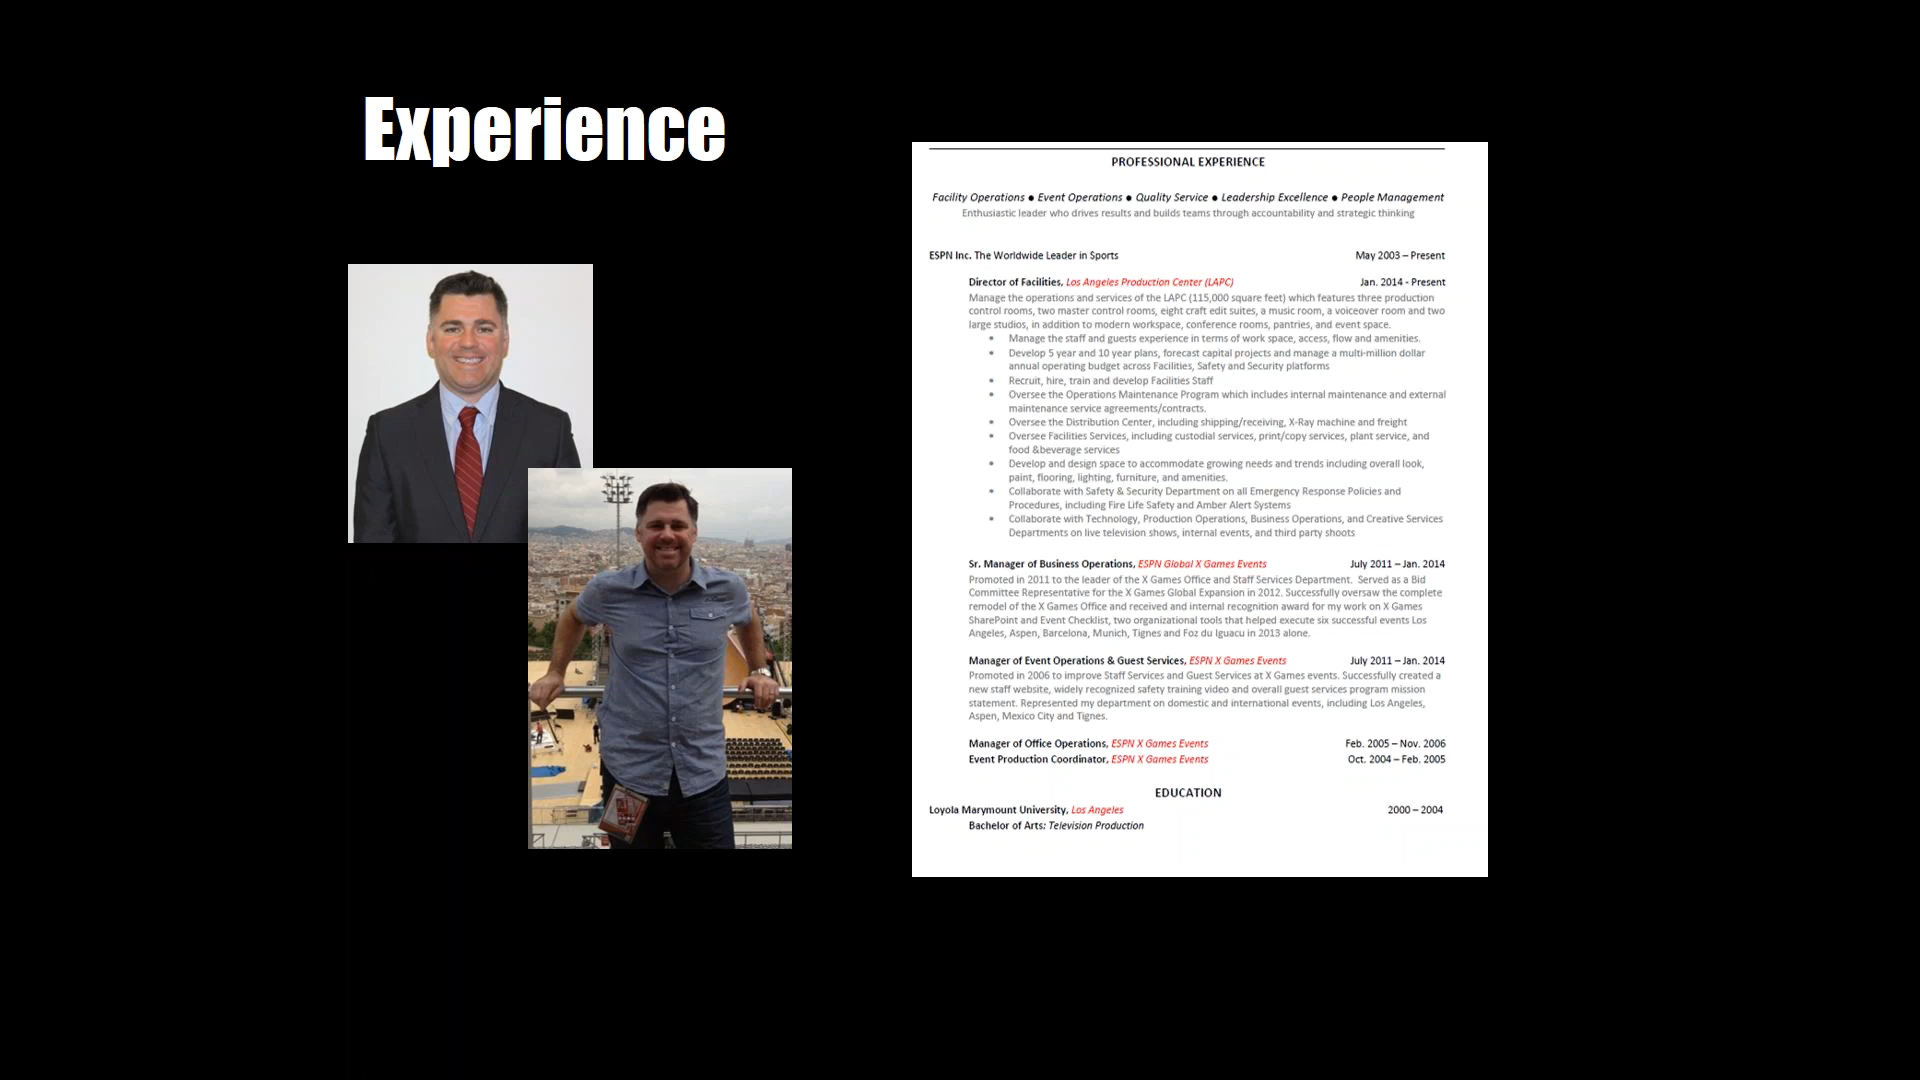 Experience
PROFESSIONAL EXPERIENCE
Facility Operations ● Event Operations ● Quality Service ● Leadership Excellence ● People Management
Enthusiastic leader who drives results and builds teams through accountability and strategic thinking
ESPN Inc. The Worldwide Leader in Sports May 2003 – Present
Director of Facilities, Los Angeles Production Center (LAPC) Jan. 2014 - Present
Manage the operations and services of the LAPC (115,000 square feet) which features three production
control rooms, two master control rooms, eight craft edit suites, a music room, a voiceover room and two
large studios, in addition to modern workspace, conference rooms, pantries, and event space.
• Manage the staff and guests experience in terms of work space, access, flow and amenities.
• Develop 5 year and 10 year plans, forecast capital projects and manage a multi-million dollar
annual operating budget across Facilities, Safety and Security platforms
• Recruit, hire, train and develop Facilities Staff
• Oversee the Operations Maintenance Program which includes internal maintenance and external
maintenance service agreements/contracts.
• Oversee the Distribution Center, including shipping/receiving, X-Ray machine and freight
• Oversee Facilities Services, including custodial services, print/copy services, plant service, and
food &beverage services
• Develop and design space to accommodate growing needs and trends including overall look,
paint, flooring, lighting, furniture, and amenities.
• Collaborate with Safety & Security Department on all Emergency Response Policies and
Procedures, including Fire Life Safety and Amber Alert Systems
• Collaborate with Technology, Production Operations, Business Operations, and Creative Services
Departments on live television shows, internal events, and third party shoots
Sr. Manager of Business Operations, ESPN Global X Games Events July 2011 – Jan. 2014
Promoted in 2011 to the leader of the X Games Office and Staff Services Department. Served as a Bid
Committee Representative for the X Games Global Expansion in 2012. Successfully oversaw the complete
remodel of the X Games Office and received and internal recognition award for my work on X Games
SharePoint and Event Checklist, two organizational tools that helped execute six successful events Los
Angeles, Aspen, Barcelona, Munich, Tignes and Foz du Iguacu in 2013 alone.
Manager of Event Operations & Guest Services, ESPN X Games Events July 2011 – Jan. 2014
Promoted in 2006 to improve Staff Services and Guest Services at X Games events. Successfully created a
new staff website, widely recognized safety training video and overall guest services program mission
statement. Represented my department on domestic and international events, including Los Angeles,
Aspen, Mexico City and Tignes.
Manager of Office Operations, ESPN X Games Events Feb. 2005 – Nov. 2006
Event Production Coordinator, ESPN X Games Events Oct. 2004 – Feb. 2005
EDUCATION
Loyola Marymount University, Los Angeles 2000 – 2004
Bachelor of Arts: Television Production